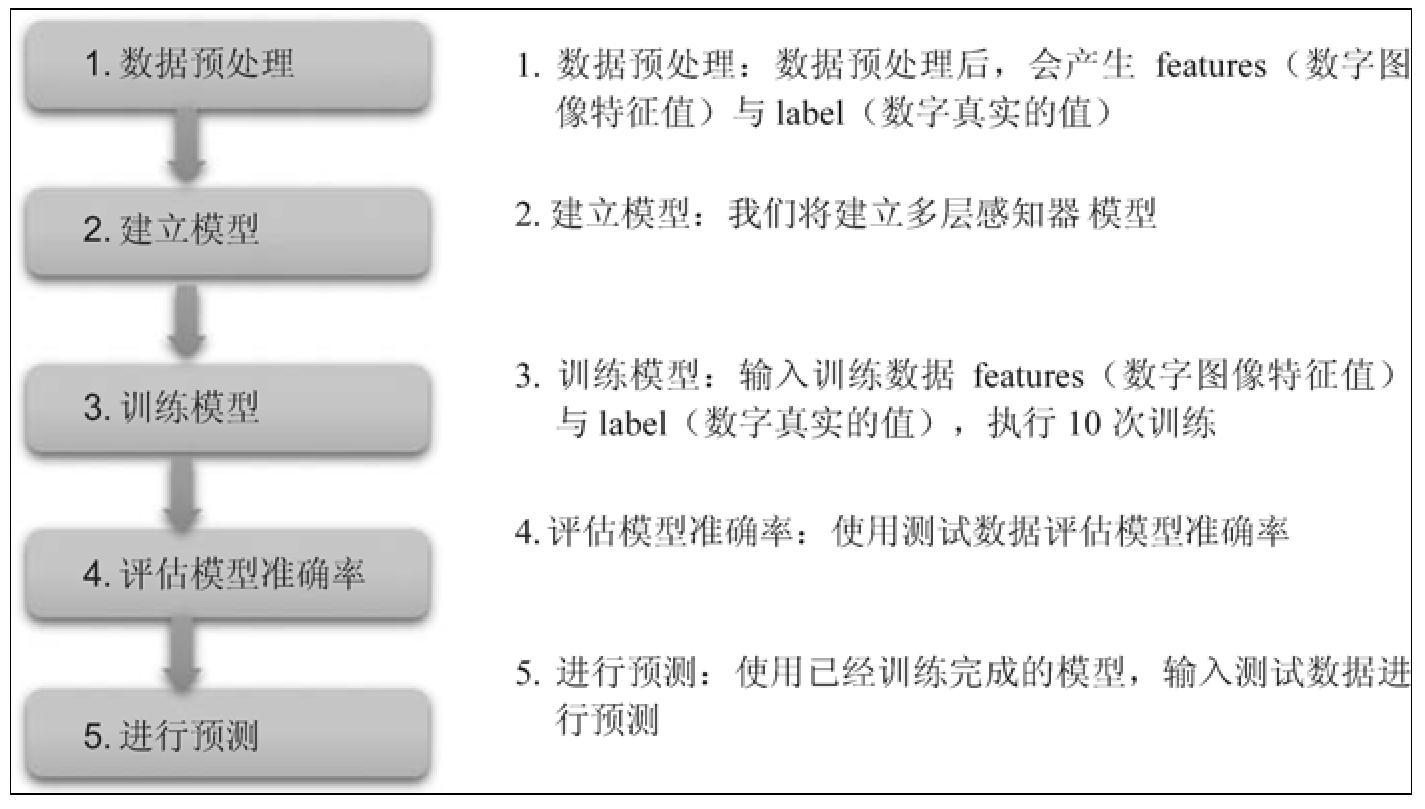 1. 数据预处理
2. 建立模型
3. 训练模型
4. 评估模型准确率
5. 进行预测
1. 数据预处理：数据预处理后，会产生 features（数字图
像特征值）与 label（数字真实的值）
2. 建立模型：我们将建立多层感知器 模型
3. 训练模型：输入训练数据 features（数字图像特征值）
与 label（数字真实的值），执行 10 次训练
4. 评估模型准确率：使用测试数据评估模型准确率
5. 进行预测：使用已经训练完成的模型，输入测试数据进
行预测